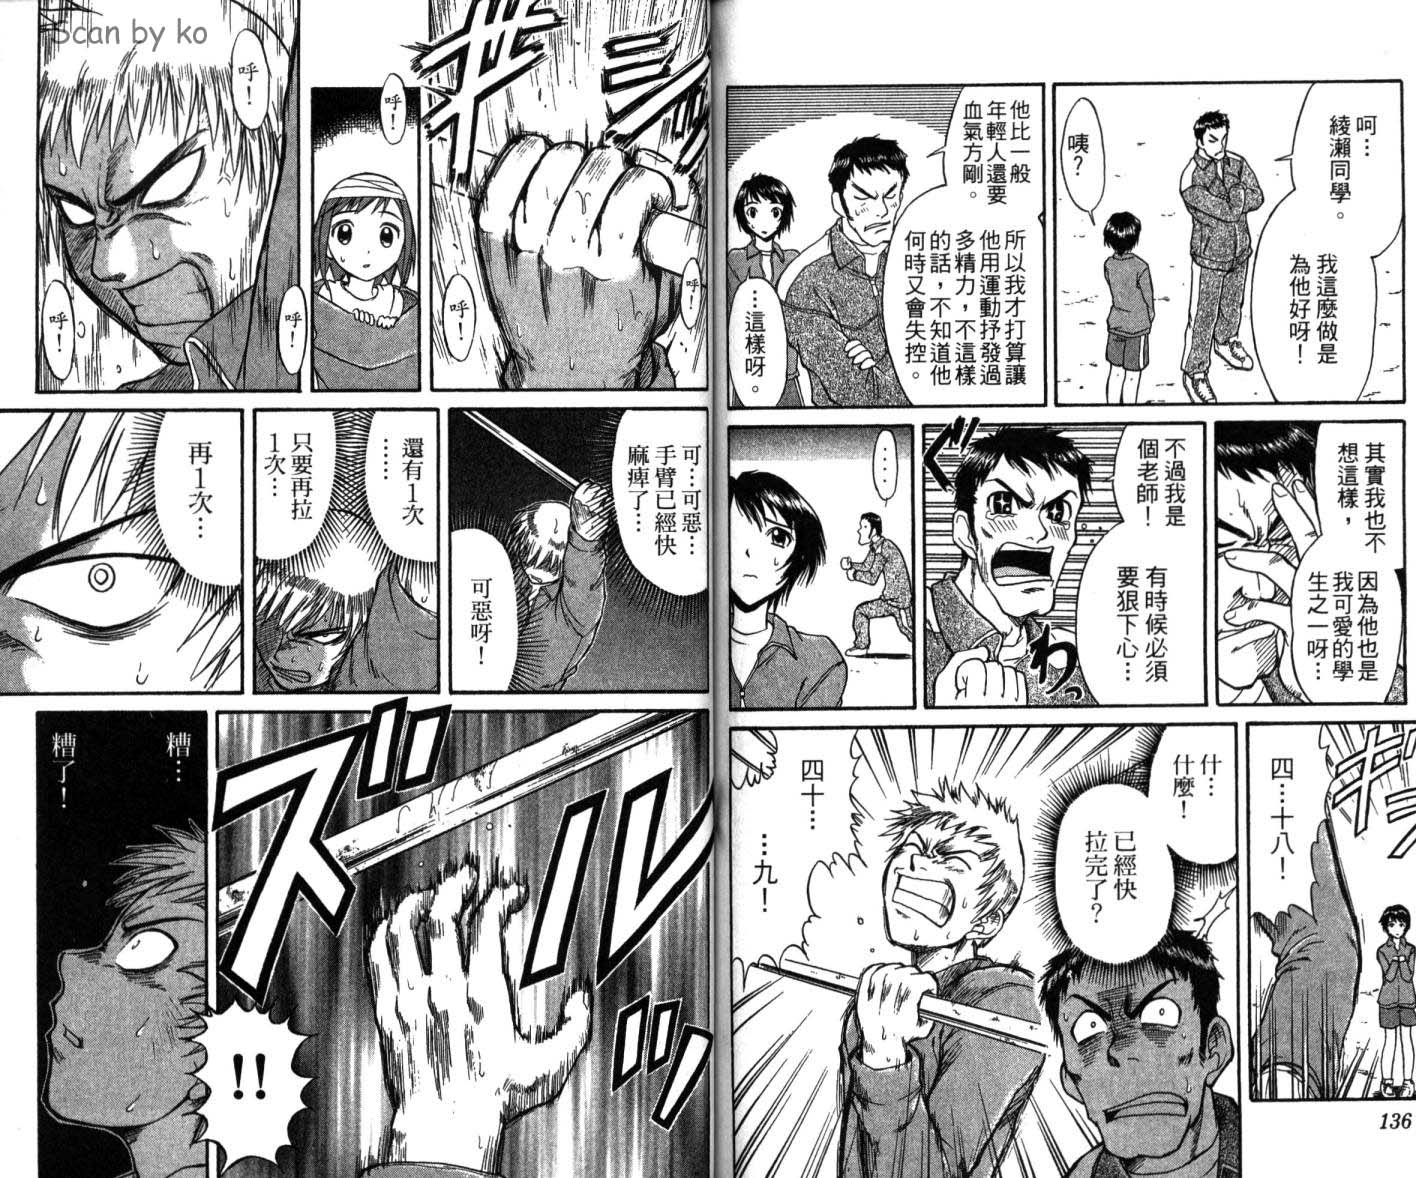 Scan by ko
呵…
綾瀨同學。
我這麼做是
為他好呀！
咦？
他比一般
年輕人還要
血氣方剛。
所以我才打算讓
他用運動抒發過
多精力，不這樣
的話，不知道他
何時又會失控。
…這樣呀。
其實我也不
想這樣，
因為他也是
我可愛的學
生之一呀…
不過我是
個老師！
有時候必須
要狠下心…
わっ
……
四…十八！
什…
什麼！
已經快
拉完了？
四十…
…九！
136
呼！
呼！
呼！
呼！
呼！
呼！
可…可惡…
手臂已經快
麻痺了…
可惡呀！
還有1次
……
只要再拉
1次…
再1次…
ズルッ
!!
糟…
糟了！